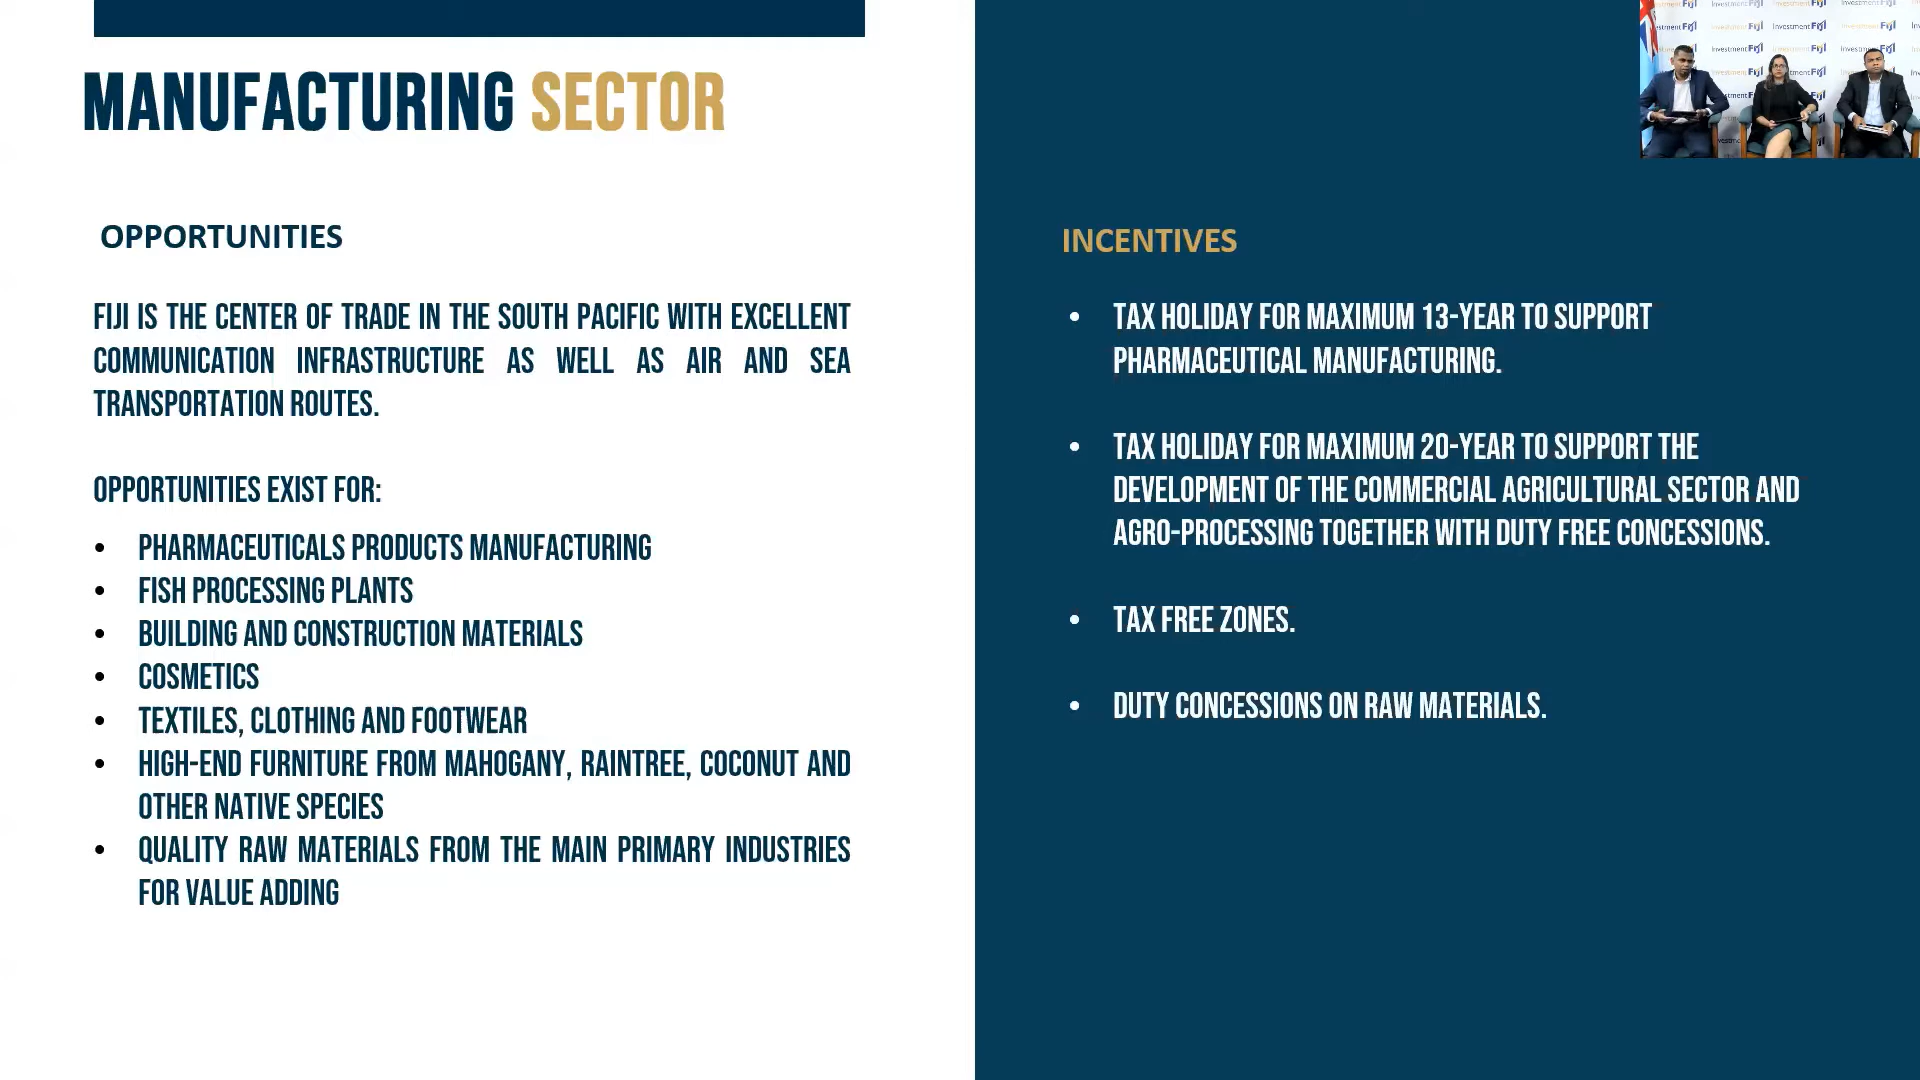 MANUFACTURING SECTOR
OPPORTUNITIES
FIJI IS THE CENTER OF TRADE IN THE SOUTH PACIFIC WITH EXCELLENT
COMMUNICATION INFRASTRUCTURE AS WELL AS AIR AND SEA
TRANSPORTATION ROUTES.
OPPORTUNITIES EXIST FOR:
• PHARMACEUTICALS PRODUCTS MANUFACTURING
• FISH PROCESSING PLANTS
• BUILDING AND CONSTRUCTION MATERIALS
• COSMETICS
• TEXTILES, CLOTHING AND FOOTWEAR
• HIGH-END FURNITURE FROM MAHOGANY, RAINTREE, COCONUT AND
OTHER NATIVE SPECIES
• QUALITY RAW MATERIALS FROM THE MAIN PRIMARY INDUSTRIES
FOR VALUE ADDING
INCENTIVES
• TAX HOLIDAY FOR MAXIMUM 13-YEAR TO SUPPORT
PHARMACEUTICAL MANUFACTURING.
• TAX HOLIDAY FOR MAXIMUM 20-YEAR TO SUPPORT THE
DEVELOPMENT OF THE COMMERCIAL AGRICULTURAL SECTOR AND
AGRO-PROCESSING TOGETHER WITH DUTY FREE CONCESSIONS.
• TAX FREE ZONES.
• DUTY CONCESSIONS ON RAW MATERIALS.
Investment Fiji